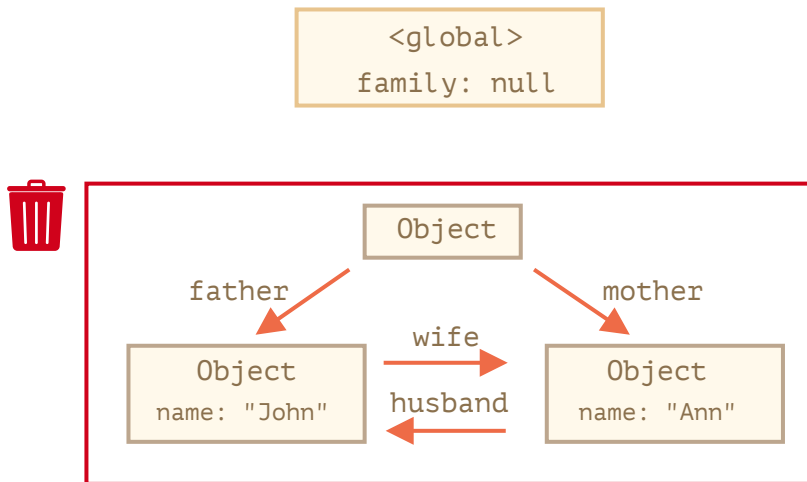 <global>
family: null
Object
father
mother
wife
Object
name: "John"
husband
Object
name: "Ann"